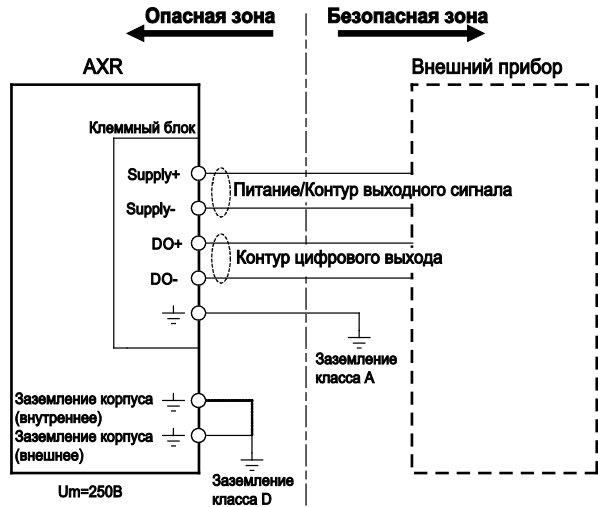 Опасная зона
Безопасная зона
AXR
Внешний прибор
Клеммный блок
Supply+
Питание/Контур выходного сигнала
Supply-
DO+
Контур цифрового выхода
DO-
Заземление
класса А
Заземление корпуса
(внутреннее)
Заземление корпуса
(внешнее)
Заземление
класса D
Um=250В